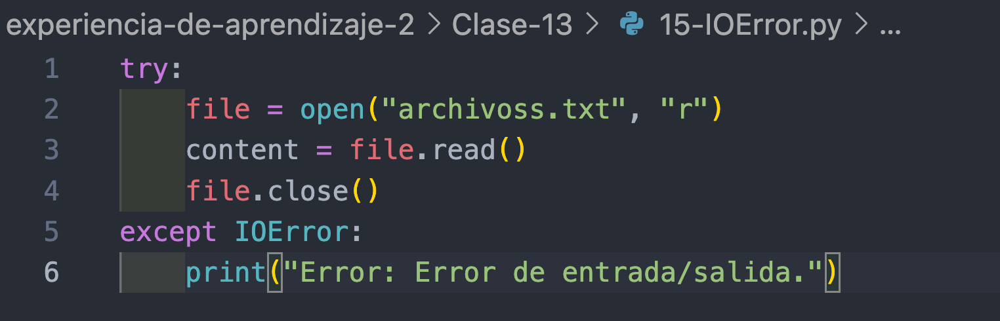 experiencia-de-aprendizaje-2 > Clase-13 > 15-IOError.py > ...
1 try:
2     file = open("archivoss.txt", "r")
3     content = file.read()
4     file.close()
5 except IOError:
6     print("Error: Error de entrada/salida.")